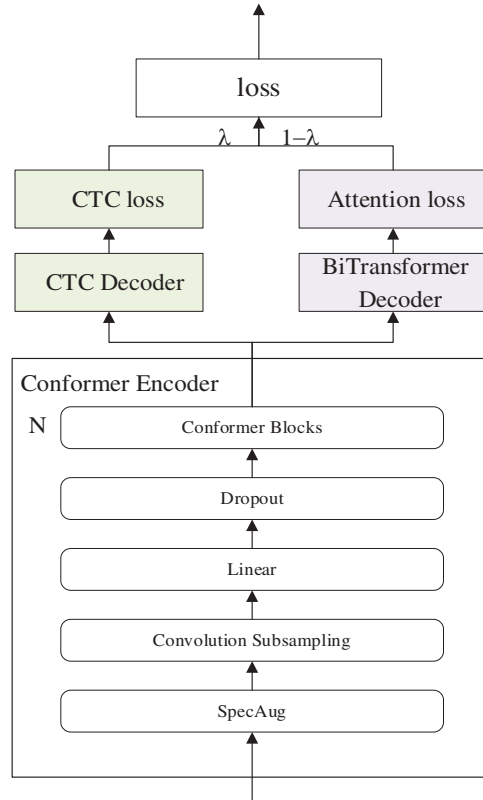 loss
λ 1−λ
CTC loss
Attention loss
CTC Decoder
BiTransformer
Decoder
Conformer Encoder
N
Conformer Blocks
Dropout
Linear
Convolution Subsampling
SpecAug